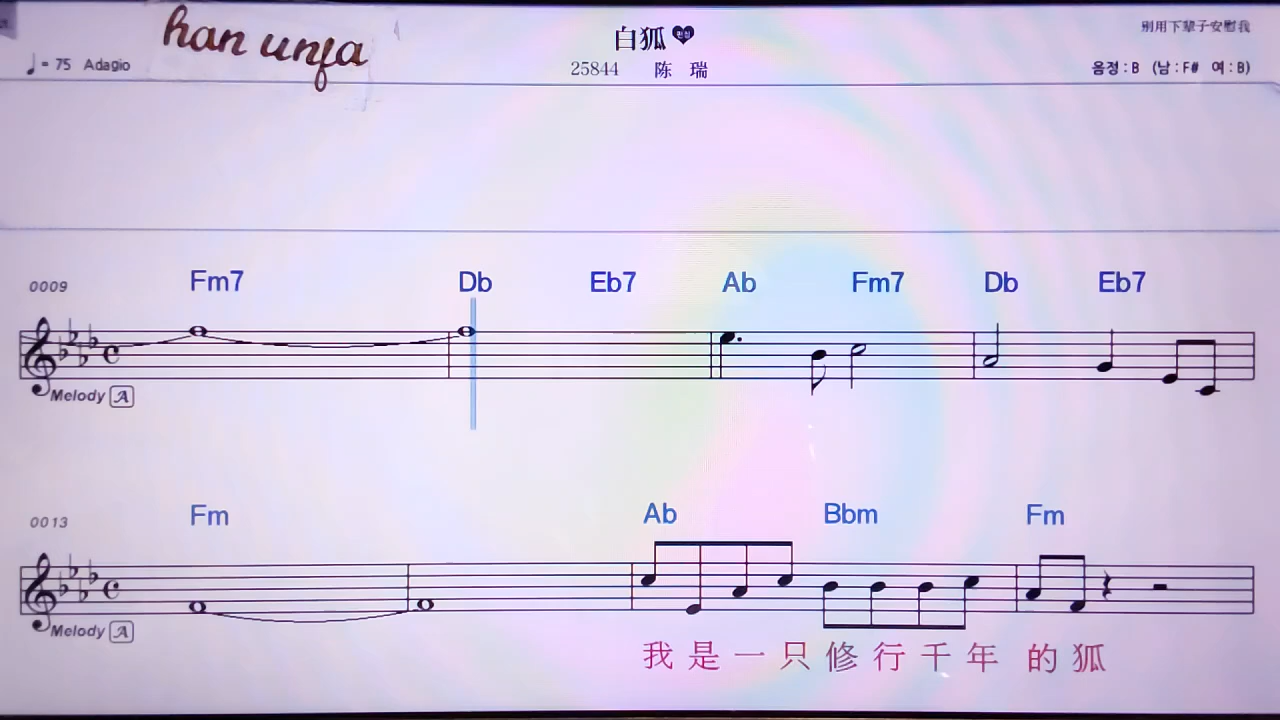 han unfa
白狐
25844 陈 瑞
别用下辈子安慰我
♩= 75 Adagio
음정 : B (남 : F# 여 : B)
0009 Fm7 Db Eb7 Ab Fm7 Db Eb7
Melody A
0013 Fm Ab Bbm Fm
Melody A
我 是 一 只 修 行 千 年 的 狐